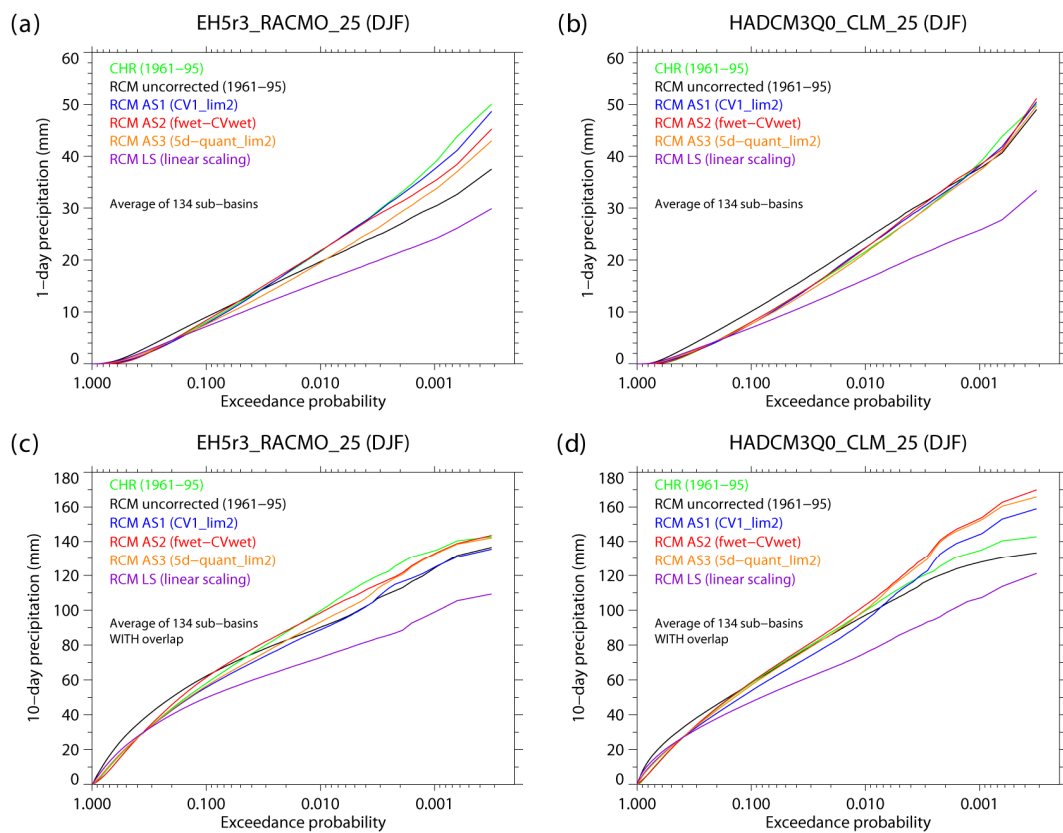 (a)
EH5r3_RACMO_25 (DJF)
60
50
40
30
20
10
0
1-day precipitation (mm)
CHR (1961-95)
RCM uncorrected (1961-95)
RCM AS1 (CV1_lim2)
RCM AS2 (fwet-CVwet)
RCM AS3 (5d-quant_lim2)
RCM LS (linear scaling)
Average of 134 sub-basins
1.000 0.100 0.010 0.001
Exceedance probability
(b)
HADCM3Q0_CLM_25 (DJF)
60
50
40
30
20
10
0
1-day precipitation (mm)
CHR (1961-95)
RCM uncorrected (1961-95)
RCM AS1 (CV1_lim2)
RCM AS2 (fwet-CVwet)
RCM AS3 (5d-quant_lim2)
RCM LS (linear scaling)
Average of 134 sub-basins
1.000 0.100 0.010 0.001
Exceedance probability
(c)
EH5r3_RACMO_25 (DJF)
180
160
140
120
100
80
60
40
20
0
10-day precipitation (mm)
CHR (1961-95)
RCM uncorrected (1961-95)
RCM AS1 (CV1_lim2)
RCM AS2 (fwet-CVwet)
RCM AS3 (5d-quant_lim2)
RCM LS (linear scaling)
Average of 134 sub-basins
WITH overlap
1.000 0.100 0.010 0.001
Exceedance probability
(d)
HADCM3Q0_CLM_25 (DJF)
180
160
140
120
100
80
60
40
20
0
10-day precipitation (mm)
CHR (1961-95)
RCM uncorrected (1961-95)
RCM AS1 (CV1_lim2)
RCM AS2 (fwet-CVwet)
RCM AS3 (5d-quant_lim2)
RCM LS (linear scaling)
Average of 134 sub-basins
WITH overlap
1.000 0.100 0.010 0.001
Exceedance probability